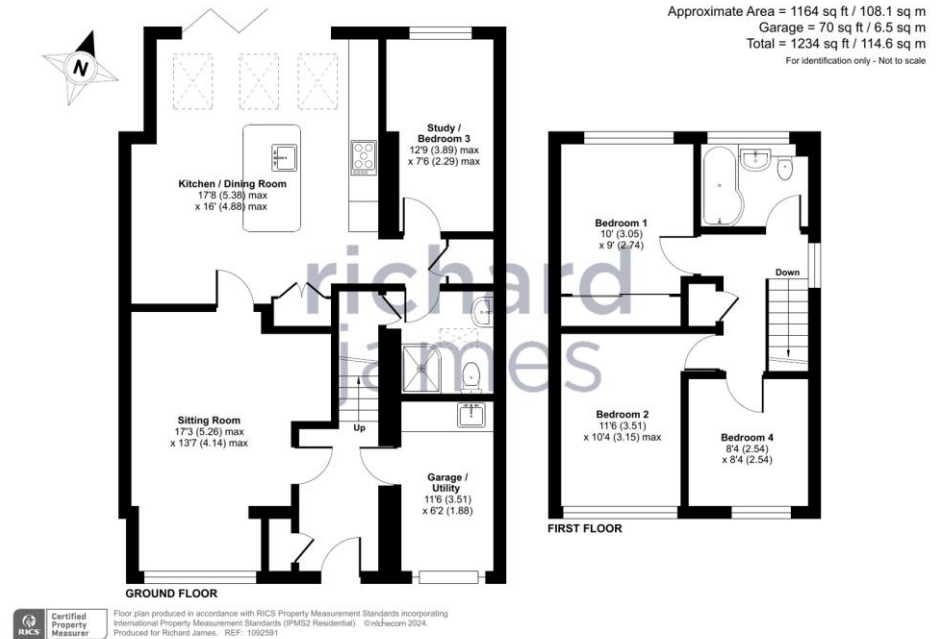 Approximate Area = 1164 sq ft / 108.1 sq m
Garage = 70 sq ft / 6.5 sq m
Total = 1234 sq ft / 114.6 sq m
For identification only - Not to scale
N
Study /
Bedroom 3
12'9 (3.89) max
x 7'6 (2.29) max
Kitchen / Dining Room
17'8 (5.38) max
x 16' (4.88) max
Bedroom 1
10' (3.05)
x 9' (2.74)
Down
richard
james
Sitting Room
17'3 (5.26) max
x 13'7 (4.14) max
Up
Garage /
Utility
11'6 (3.51)
x 6'2 (1.88)
Bedroom 2
11'6 (3.51)
x 10'4 (3.15) max
Bedroom 4
8'4 (2.54)
x 8'4 (2.54)
FIRST FLOOR
GROUND FLOOR
RICS
Certified
Property
Measurer
Floor plan produced in accordance with RICS Property Measurement Standards incorporating
International Property Measurement Standards (IPMS2 Residential). ©nichecom 2024.
Produced for Richard James. REF: 1092591